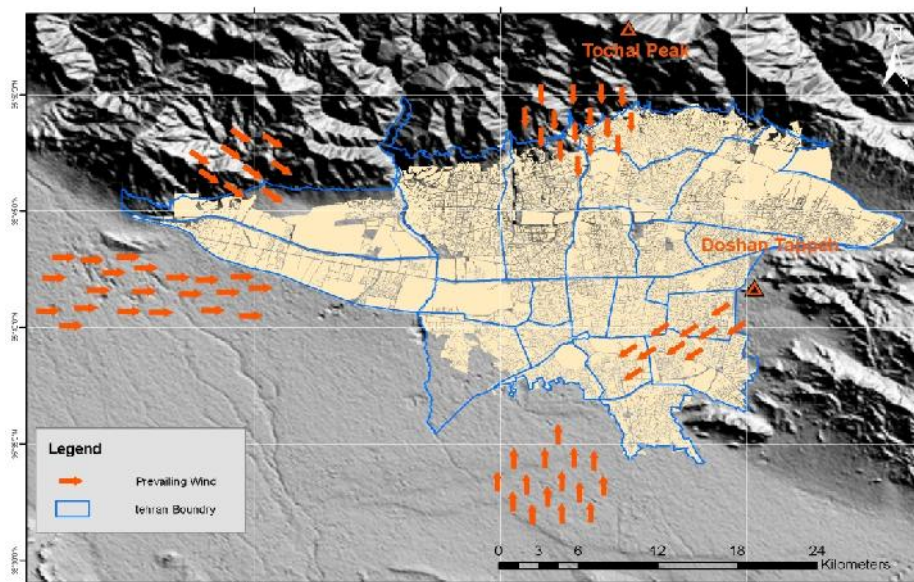 Tochal Peak
Doshan Tappeh
Legend
Prevailing Wind
tehran Boundry
0 3 6 12 18 24
Kilometers